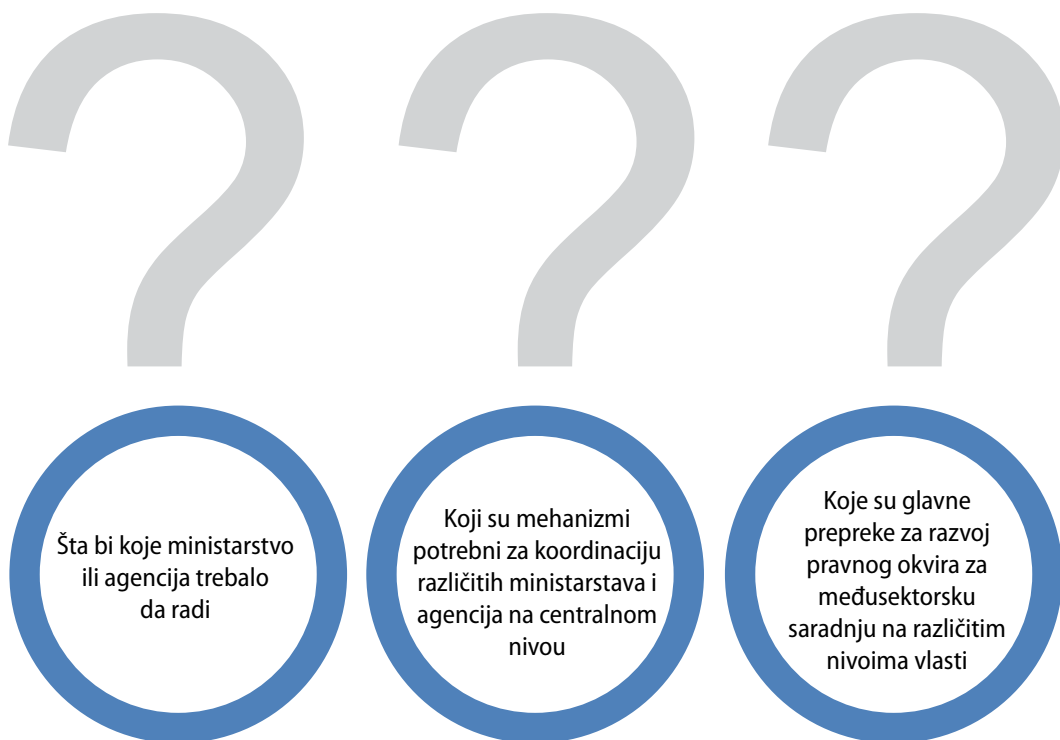 ?
?
?
Šta bi koje ministarstvo
ili agencija trebalo
da radi
Koji su mehanizmi
potrebni za koordinaciju
različitih ministarstava i
agencija na centralnom
nivou
Koje su glavne
prepreke za razvoj
pravnog okvira za
međusektorsku
saradnju na različitim
nivoima vlasti